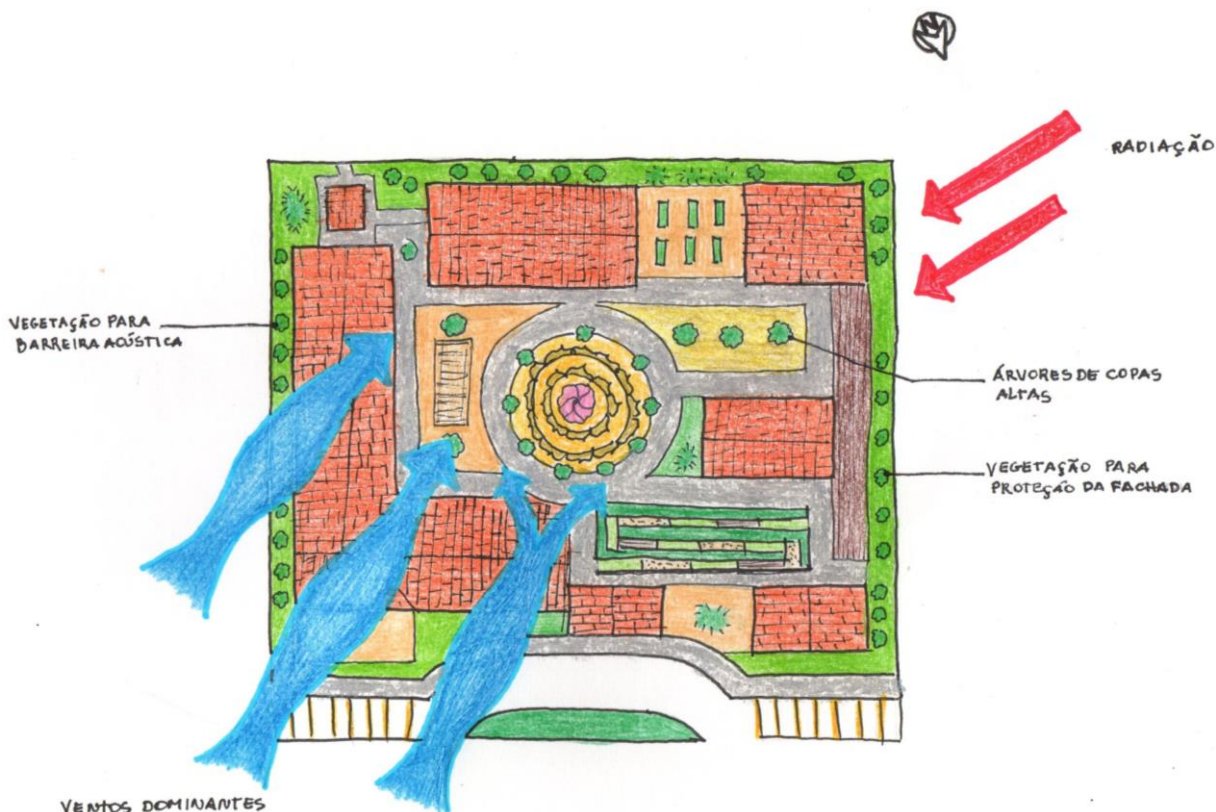 RADIAÇÃO
VEGETAÇÃO PARA
BARREIRA ACÚSTICA
ÁRVORES DE COPAS
ALTAS
VEGETAÇÃO PARA
PROTEÇÃO DA FACHADA
VENTOS DOMINANTES